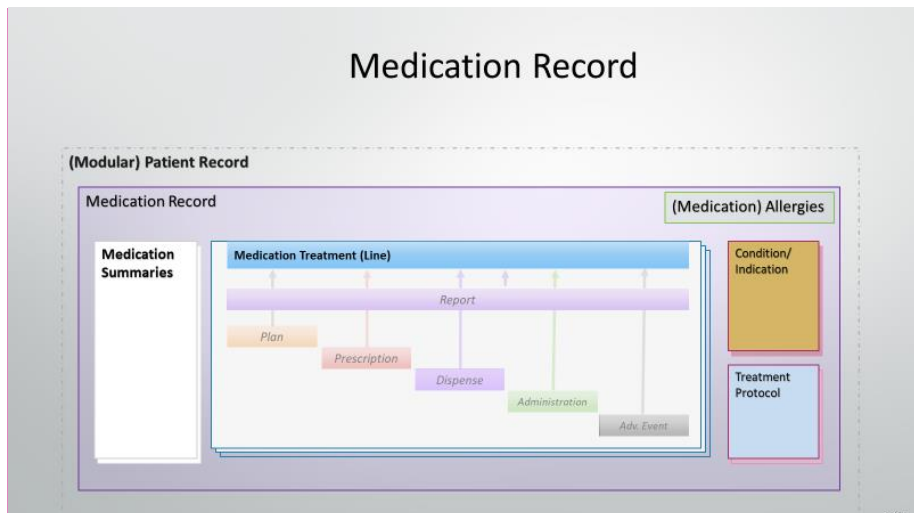 Medication Record
(Modular) Patient Record
Medication Record
(Medication) Allergies
Medication
Summaries
Medication Treatment (Line)
Condition/
Indication
Report
Plan
Prescription
Dispense
Treatment
Protocol
Administration
Adv. Event